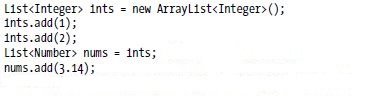 List<Integer> ints = new ArrayList<Integer>();
ints.add(1);
ints.add(2);
List<Number> nums = ints;
nums.add(3.14);